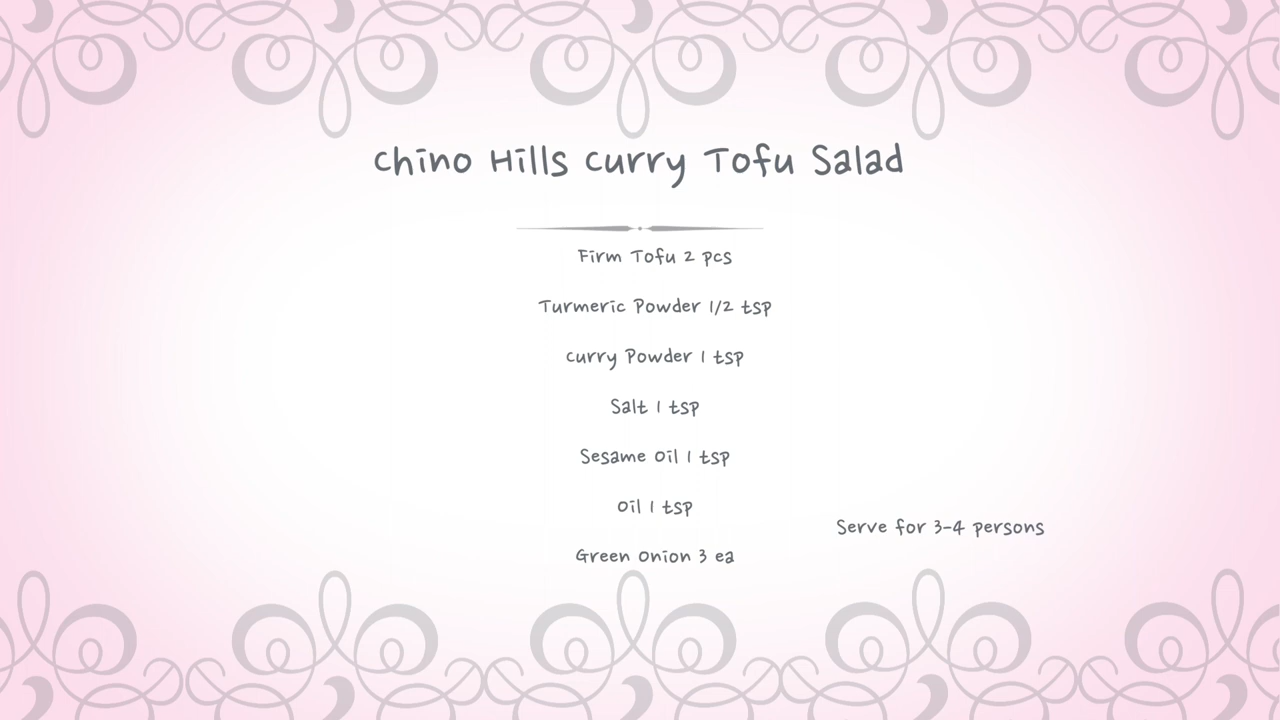 Chino Hills Curry Tofu Salad
Firm Tofu 2 pcs
Turmeric Powder 1/2 tsp
Curry Powder 1 tsp
Salt 1 tsp
Sesame Oil 1 tsp
Oil 1 tsp
Serve for 3-4 persons
Green Onion 3 ea